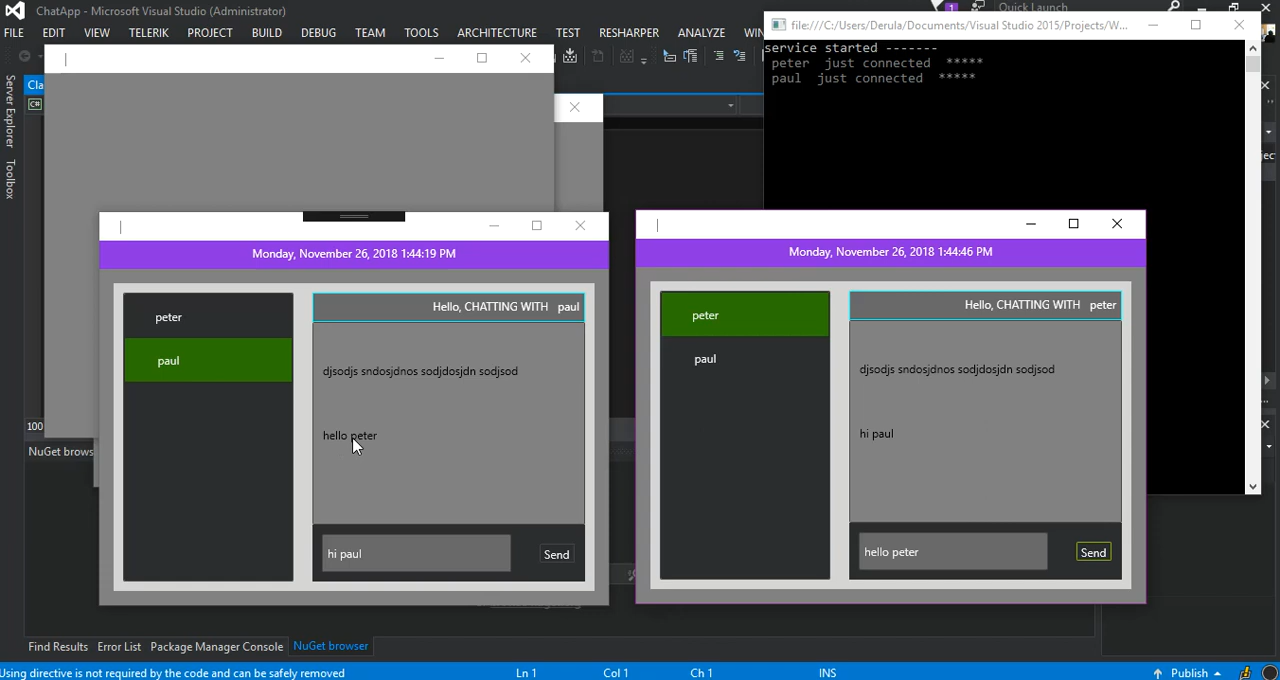 ChatApp - Microsoft Visual Studio (Administrator)
Quick Launch
FILE EDIT VIEW TELERIK PROJECT BUILD DEBUG TEAM TOOLS ARCHITECTURE TEST RESHARPER ANALYZE WIN
file:///C:/Users/Derula/Documents/Visual Studio 2015/Projects/W...
service started -------
peter just connected *****
paul just connected *****
Server Explorer
Toolbox
Cla
C#
1
Monday, November 26, 2018 1:44:19 PM
peter
paul
Hello, CHATTING WITH paul
djsodjs sndosjdnos sodjdosjdn sodjsod
hello peter
hi paul
Send
Monday, November 26, 2018 1:44:46 PM
peter
paul
Hello, CHATTING WITH peter
djsodjs sndosjdnos sodjdosjdn sodjsod
hi paul
hello peter
Send
100
NuGet brows
Find Results Error List Package Manager Console NuGet browser
Using directive is not required by the code and can be safely removed
Ln 1 Col 1 Ch 1 INS
Publish